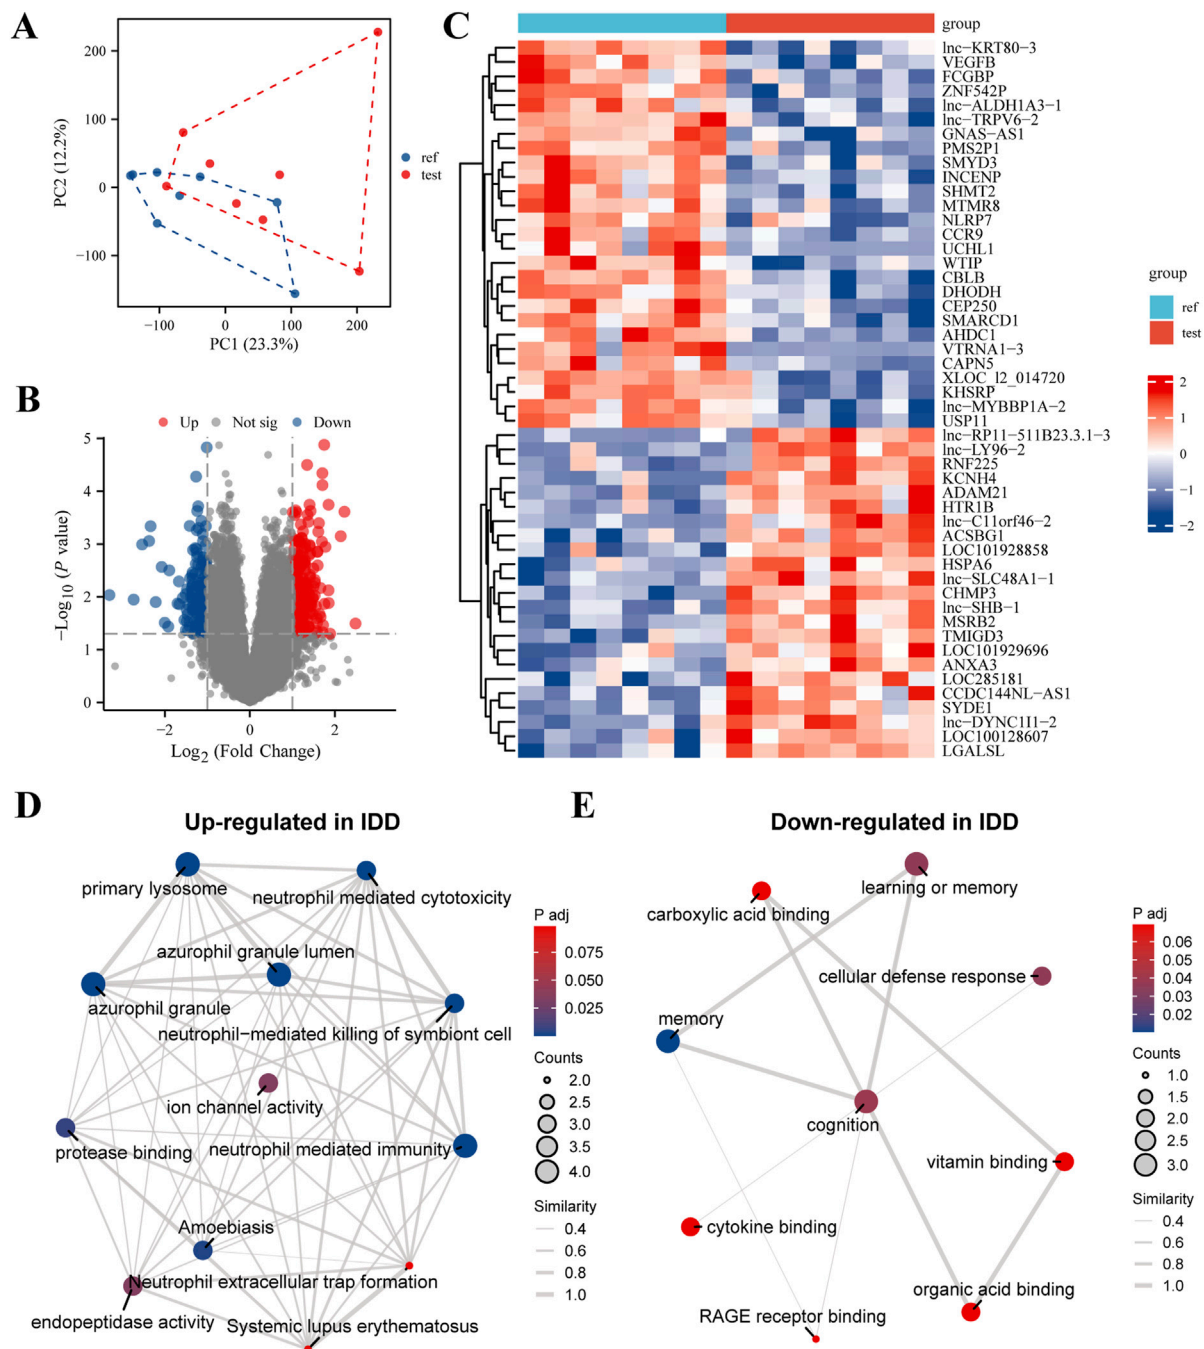 A
200
100
0
−100
−100
0
100
200
PC2 (12.2%)
PC1 (23.3%)
ref
test
B
Up
Not sig
Down
5
4
3
2
1
0
−2
0
2
−Log10 (P value)
Log2 (Fold Change)
C
group
lnc−KRT80−3
VEGFB
FCGBP
ZNF542P
lnc−ALDH1A3−1
lnc−TRPV6−2
GNAS−AS1
PMS2P1
SMYD3
INCENP
SHMT2
MTMR8
NLRP7
CCR9
UCHL1
WTIP
CBLB
DHODH
CEP250
SMARCD1
AHDC1
VTRNA1−3
CAPN5
XLOC_l2_014720
KHSRP
lnc−MYBBP1A−2
USP11
lnc−RP11−511B23.3.1−3
lnc−LY96−2
RNF225
KCNH4
ADAM21
HTR1B
lnc−C11orf46−2
ACSBG1
LOC101928858
HSPA6
lnc−SLC48A1−1
CHMP3
lnc−SHB−1
MSRB2
TMIGD3
LOC101929696
ANXA3
LOC285181
CCDC144NL−AS1
SYDE1
lnc−DYNC1I1−2
LOC100128607
LGALSL
group
ref
test
2
1
0
−1
−2
D
Up-regulated in IDD
primary lysosome
neutrophil mediated cytotoxicity
azurophil granule lumen
azurophil granule
neutrophil−mediated killing of symbiont cell
ion channel activity
protease binding
neutrophil mediated immunity
Amoebiasis
Neutrophil extracellular trap formation
endopeptidase activity
Systemic lupus erythematosus
P adj
0.075
0.050
0.025
Counts
2.0
2.5
3.0
3.5
4.0
Similarity
0.4
0.6
0.8
1.0
E
Down-regulated in IDD
learning or memory
carboxylic acid binding
cellular defense response
memory
cognition
vitamin binding
cytokine binding
organic acid binding
RAGE receptor binding
P adj
0.06
0.05
0.04
0.03
0.02
Counts
1.0
1.5
2.0
2.5
3.0
Similarity
0.4
0.6
0.8
1.0